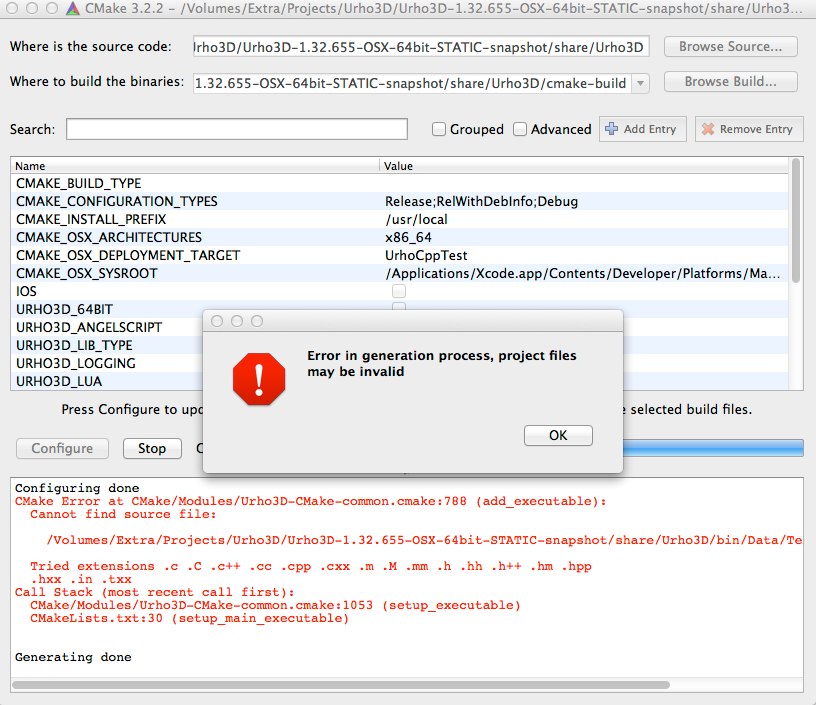 CMake 3.2.2 – /Volumes/Extra/Projects/Urho3D/Urho3D-1.32.655-OSX-64bit-STATIC-snapshot/share/Urho3...
Where is the source code: Jrho3D/Urho3D-1.32.655-OSX-64bit-STATIC-snapshot/share/Urho3D Browse Source...
Where to build the binaries: 1.32.655-OSX-64bit-STATIC-snapshot/share/Urho3D/cmake-build Browse Build...
Search: Grouped Advanced Add Entry Remove Entry
Name Value
CMAKE_BUILD_TYPE
CMAKE_CONFIGURATION_TYPES Release;RelWithDebInfo;Debug
CMAKE_INSTALL_PREFIX /usr/local
CMAKE_OSX_ARCHITECTURES x86_64
CMAKE_OSX_DEPLOYMENT_TARGET UrhoCppTest
CMAKE_OSX_SYSROOT /Applications/Xcode.app/Contents/Developer/Platforms/Ma...
IOS
URHO3D_64BIT
URHO3D_ANGELSCRIPT
URHO3D_LIB_TYPE
URHO3D_LOGGING
URHO3D_LUA
Error in generation process, project files
may be invalid
OK
Press Configure to upd e selected build files.
Configure Stop C
Configuring done
CMake Error at CMake/Modules/Urho3D-CMake-common.cmake:788 (add_executable):
Cannot find source file:
/Volumes/Extra/Projects/Urho3D/Urho3D-1.32.655-OSX-64bit-STATIC-snapshot/share/Urho3D/bin/Data/Te
Tried extensions .c .C .c++ .cc .cpp .cxx .m .M .mm .h .hh .h++ .hm .hpp
.hxx .in .txx
Call Stack (most recent call first):
CMake/Modules/Urho3D-CMake-common.cmake:1053 (setup_executable)
CMakeLists.txt:30 (setup_main_executable)
Generating done